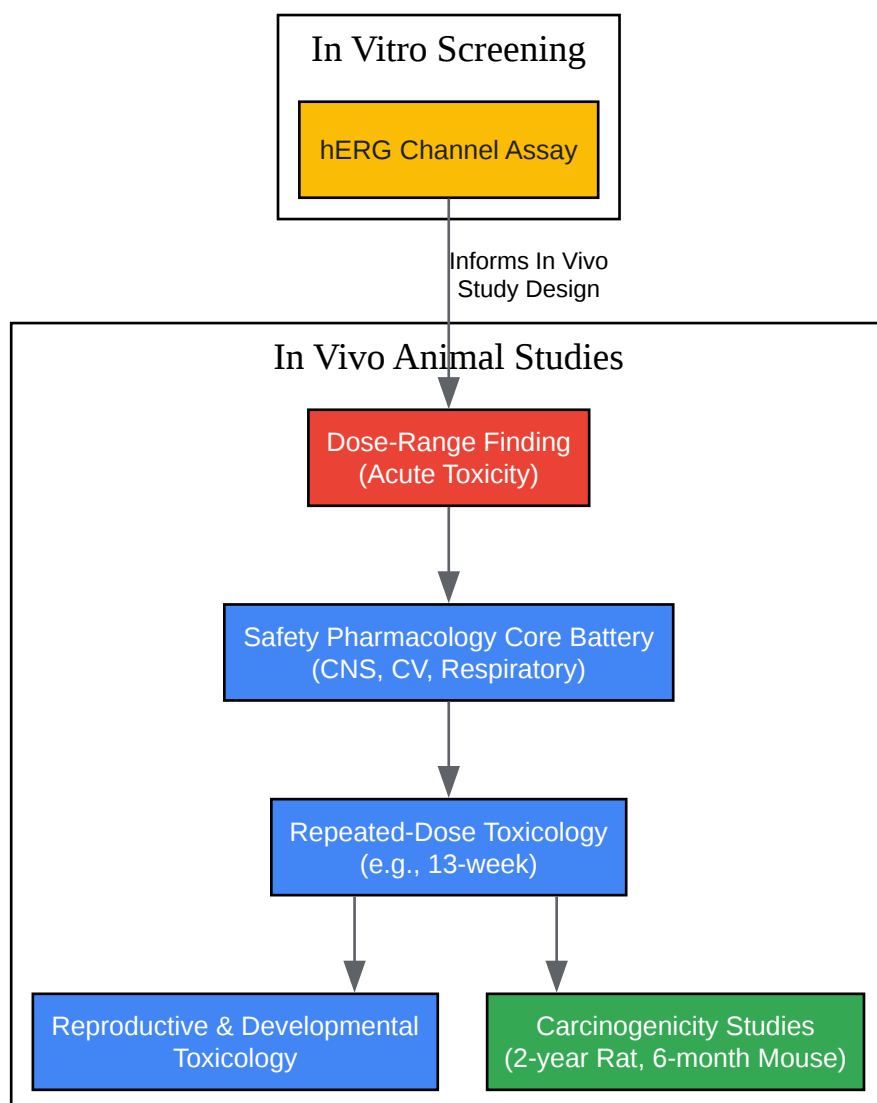 In Vitro Screening
hERG Channel Assay
Informs In Vivo
Study Design
In Vivo Animal Studies
Dose-Range Finding
(Acute Toxicity)
Safety Pharmacology Core Battery
(CNS, CV, Respiratory)
Repeated-Dose Toxicology
(e.g., 13-week)
Reproductive & Developmental
Toxicology
Carcinogenicity Studies
(2-year Rat, 6-month Mouse)